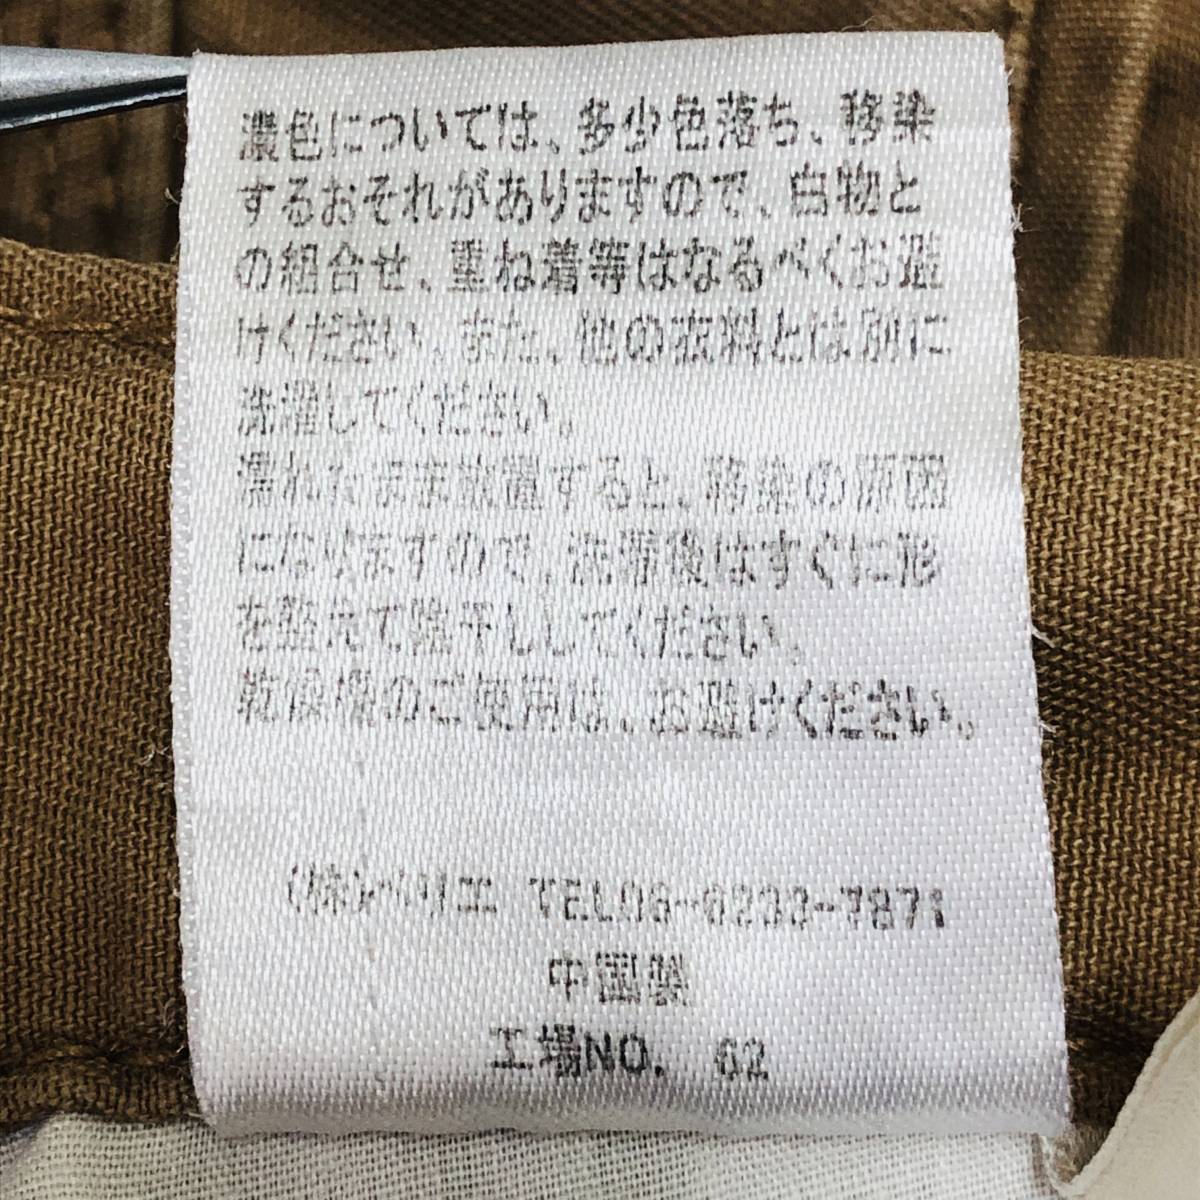 濃色については、多少色落ち、移染
するおそれがありますので、白物と
の組合せ、重ね着等はなるべくお避
けください。また、他の衣料とは別に
洗濯してください。
濡れたまま放置すると、移染の原因
になりますので、洗濯後はすぐに形
を整えて陰干ししてください。
乾燥機のご使用は、お避けください。
(株)ベリエ TEL06-6233-7871
中国製
工場NO. 62